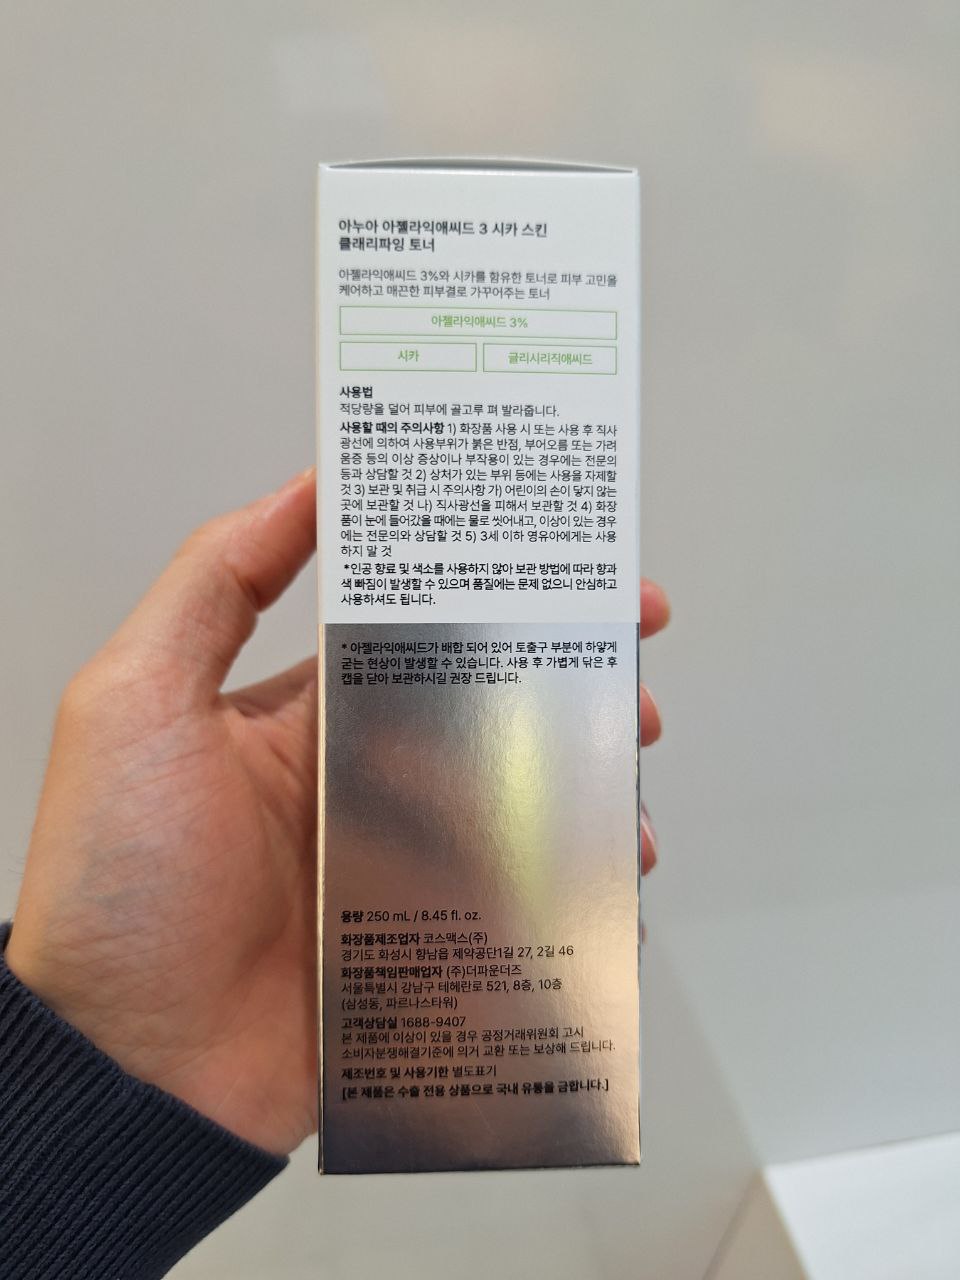 아누아 아젤라익애씨드 3 시카 스킨
클래리파잉 토너
아젤라익애씨드 3%와 시카를 함유한 토너로 피부 고민을
케어하고 매끈한 피부결로 가꾸어주는 토너
아젤라익애씨드 3%
시카
글리시리직애씨드
사용법
적당량을 덜어 피부에 골고루 펴 발라줍니다.
사용할 때의 주의사항 1) 화장품 사용 시 또는 사용 후 직사
광선에 의하여 사용부위가 붉은 반점, 부어오름 또는 가려
움증 등의 이상 증상이나 부작용이 있는 경우에는 전문의
등과 상담할 것 2) 상처가 있는 부위 등에는 사용을 자제할
것 3) 보관 및 취급 시 주의사항 가) 어린이의 손이 닿지 않는
곳에 보관할 것 나) 직사광선을 피해서 보관할 것 4) 화장
품이 눈에 들어갔을 때에는 물로 씻어내고, 이상이 있는 경우
에는 전문의와 상담할 것 5) 3세 이하 영유아에게는 사용
하지 말 것
*인공 향료 및 색소를 사용하지 않아 보관 방법에 따라 향과
색 빠짐이 발생할 수 있으며 품질에는 문제 없으니 안심하고
사용하셔도 됩니다.
* 아젤라익애씨드가 배합 되어 있어 토출구 부분에 하얗게
굳는 현상이 발생할 수 있습니다. 사용 후 가볍게 닦은 후
캡을 닫아 보관하시길 권장 드립니다.
용량 250 mL / 8.45 fl. oz.
화장품제조업자 코스맥스(주)
경기도 화성시 향남읍 제약공단1길 27, 2길 46
화장품책임판매업자 (주)더파운더즈
서울특별시 강남구 테헤란로 521, 8층, 10층
(삼성동, 파르나스타워)
고객상담실 1688-9407
본 제품에 이상이 있을 경우 공정거래위원회 고시
소비자분쟁해결기준에 의거 교환 또는 보상해 드립니다.
제조번호 및 사용기한 별도표기
[본 제품은 수출 전용 상품으로 국내 유통을 금합니다.]